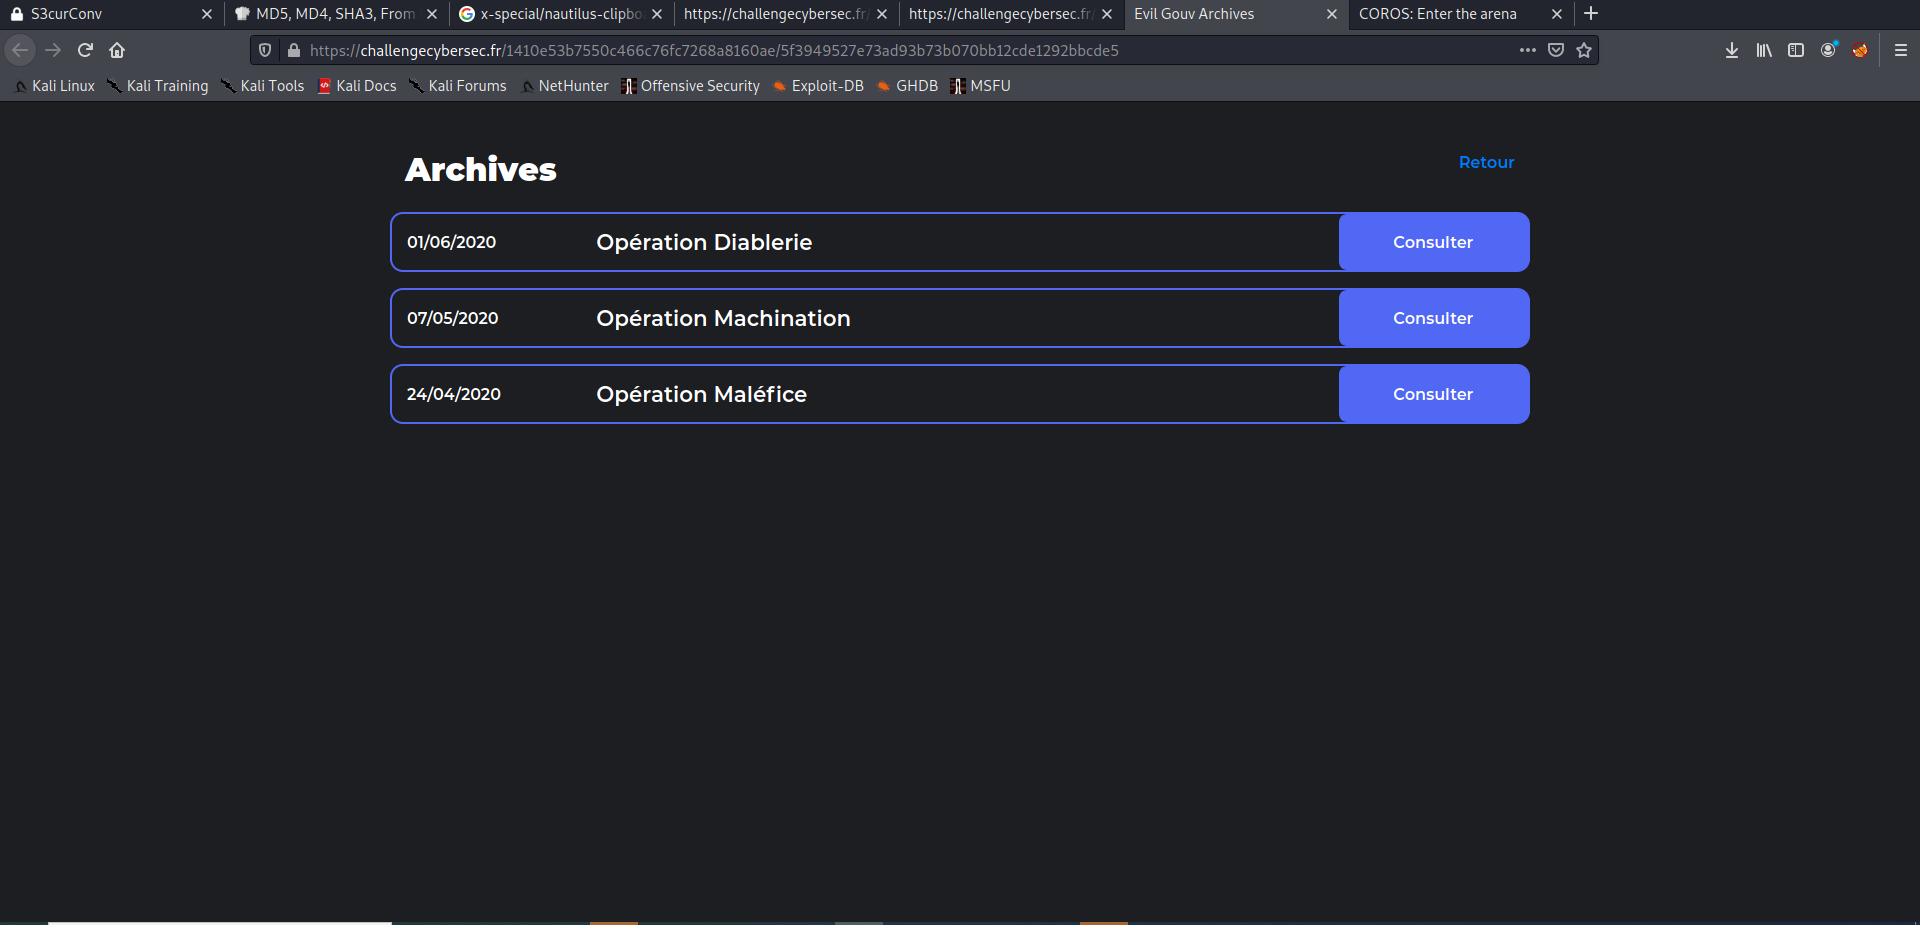 S3curConv MD5, MD4, SHA3, From x-special/nautilus-clipbo https://challengecybersec.fr/ https://challengecybersec.fr/ Evil Gouv Archives COROS: Enter the arena
https://challengecybersec.fr/1410e53b7550c466c76fc7268a8160ae/5f3949527e73ad93b73b070bb12cde1292bbcde5
Kali Linux Kali Training Kali Tools Kali Docs Kali Forums NetHunter Offensive Security Exploit-DB GHDB MSFU
Archives Retour
01/06/2020 Opération Diablerie Consulter
07/05/2020 Opération Machination Consulter
24/04/2020 Opération Maléfice Consulter